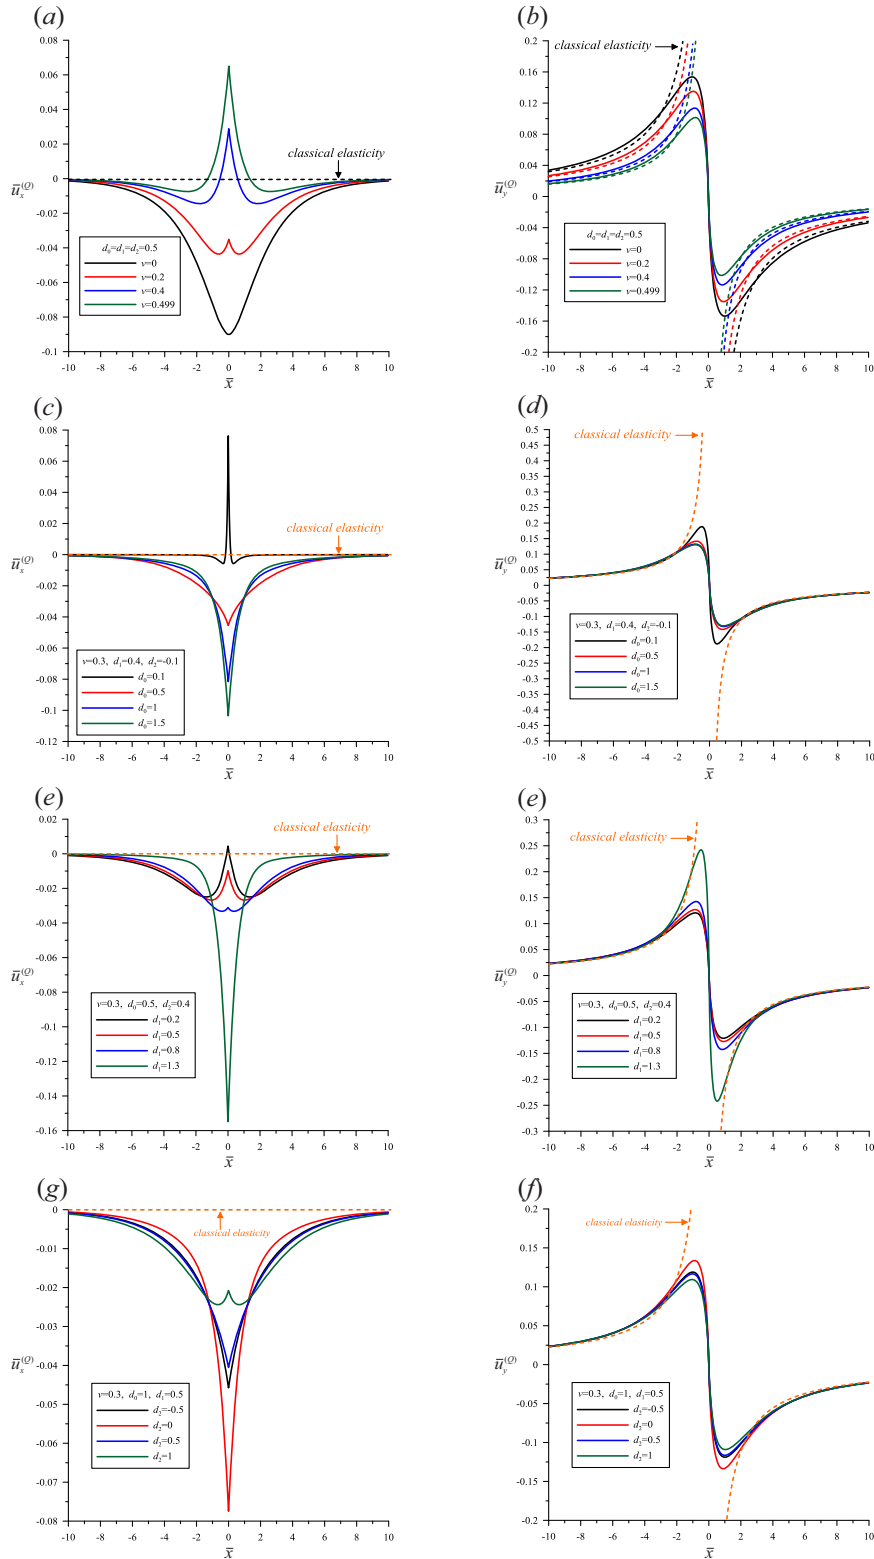 (a)
0.08
0.06
0.04
0.02
0
-0.02
-0.04
-0.06
-0.08
-0.1
ūₓ^(Q)
classical elasticity
d₀=d₁=d₂=0.5
ν=0
ν=0.2
ν=0.4
ν=0.499
-10 -8 -6 -4 -2 0 2 4 6 8 10
x̄
(b)
0.2
0.16
0.12
0.08
0.04
0
-0.04
-0.08
-0.12
-0.16
-0.2
ū_y^(Q)
classical elasticity
d₀=d₁=d₂=0.5
ν=0
ν=0.2
ν=0.4
ν=0.499
-10 -8 -6 -4 -2 0 2 4 6 8 10
x̄
(c)
0.08
0.06
0.04
0.02
0
-0.02
-0.04
-0.06
-0.08
-0.1
-0.12
ūₓ^(Q)
classical elasticity
ν=0.3, d₁=0.4, d₂=-0.1
d₀=0.1
d₀=0.5
d₀=1
d₀=1.5
-10 -8 -6 -4 -2 0 2 4 6 8 10
x̄
(d)
0.5
0.45
0.4
0.35
0.3
0.25
0.2
0.15
0.1
0.05
0
-0.05
-0.1
-0.15
-0.2
-0.25
-0.3
-0.35
-0.4
-0.45
-0.5
ū_y^(Q)
classical elasticity
ν=0.3, d₁=0.4, d₂=-0.1
d₀=0.1
d₀=0.5
d₀=1
d₀=1.5
-10 -8 -6 -4 -2 0 2 4 6 8 10
x̄
(e)
0.02
0
-0.02
-0.04
-0.06
-0.08
-0.1
-0.12
-0.14
-0.16
ūₓ^(Q)
classical elasticity
ν=0.3, d₀=0.5, d₂=0.4
d₁=0.2
d₁=0.5
d₁=0.8
d₁=1.3
-10 -8 -6 -4 -2 0 2 4 6 8 10
x̄
(e)
0.3
0.25
0.2
0.15
0.1
0.05
0
-0.05
-0.1
-0.15
-0.2
-0.25
-0.3
ū_y^(Q)
classical elasticity
ν=0.3, d₀=0.5, d₂=0.4
d₁=0.2
d₁=0.5
d₁=0.8
d₁=1.3
-10 -8 -6 -4 -2 0 2 4 6 8 10
x̄
(g)
0
-0.01
-0.02
-0.03
-0.04
-0.05
-0.06
-0.07
-0.08
ūₓ^(Q)
classical elasticity
ν=0.3, d₀=1, d₁=0.5
d₂=-0.5
d₂=0
d₂=0.5
d₂=1
-10 -8 -6 -4 -2 0 2 4 6 8 10
x̄
(f)
0.2
0.15
0.1
0.05
0
-0.05
-0.1
-0.15
-0.2
ū_y^(Q)
classical elasticity
ν=0.3, d₀=1, d₁=0.5
d₂=-0.5
d₂=0
d₂=0.5
d₂=1
-10 -8 -6 -4 -2 0 2 4 6 8 10
x̄